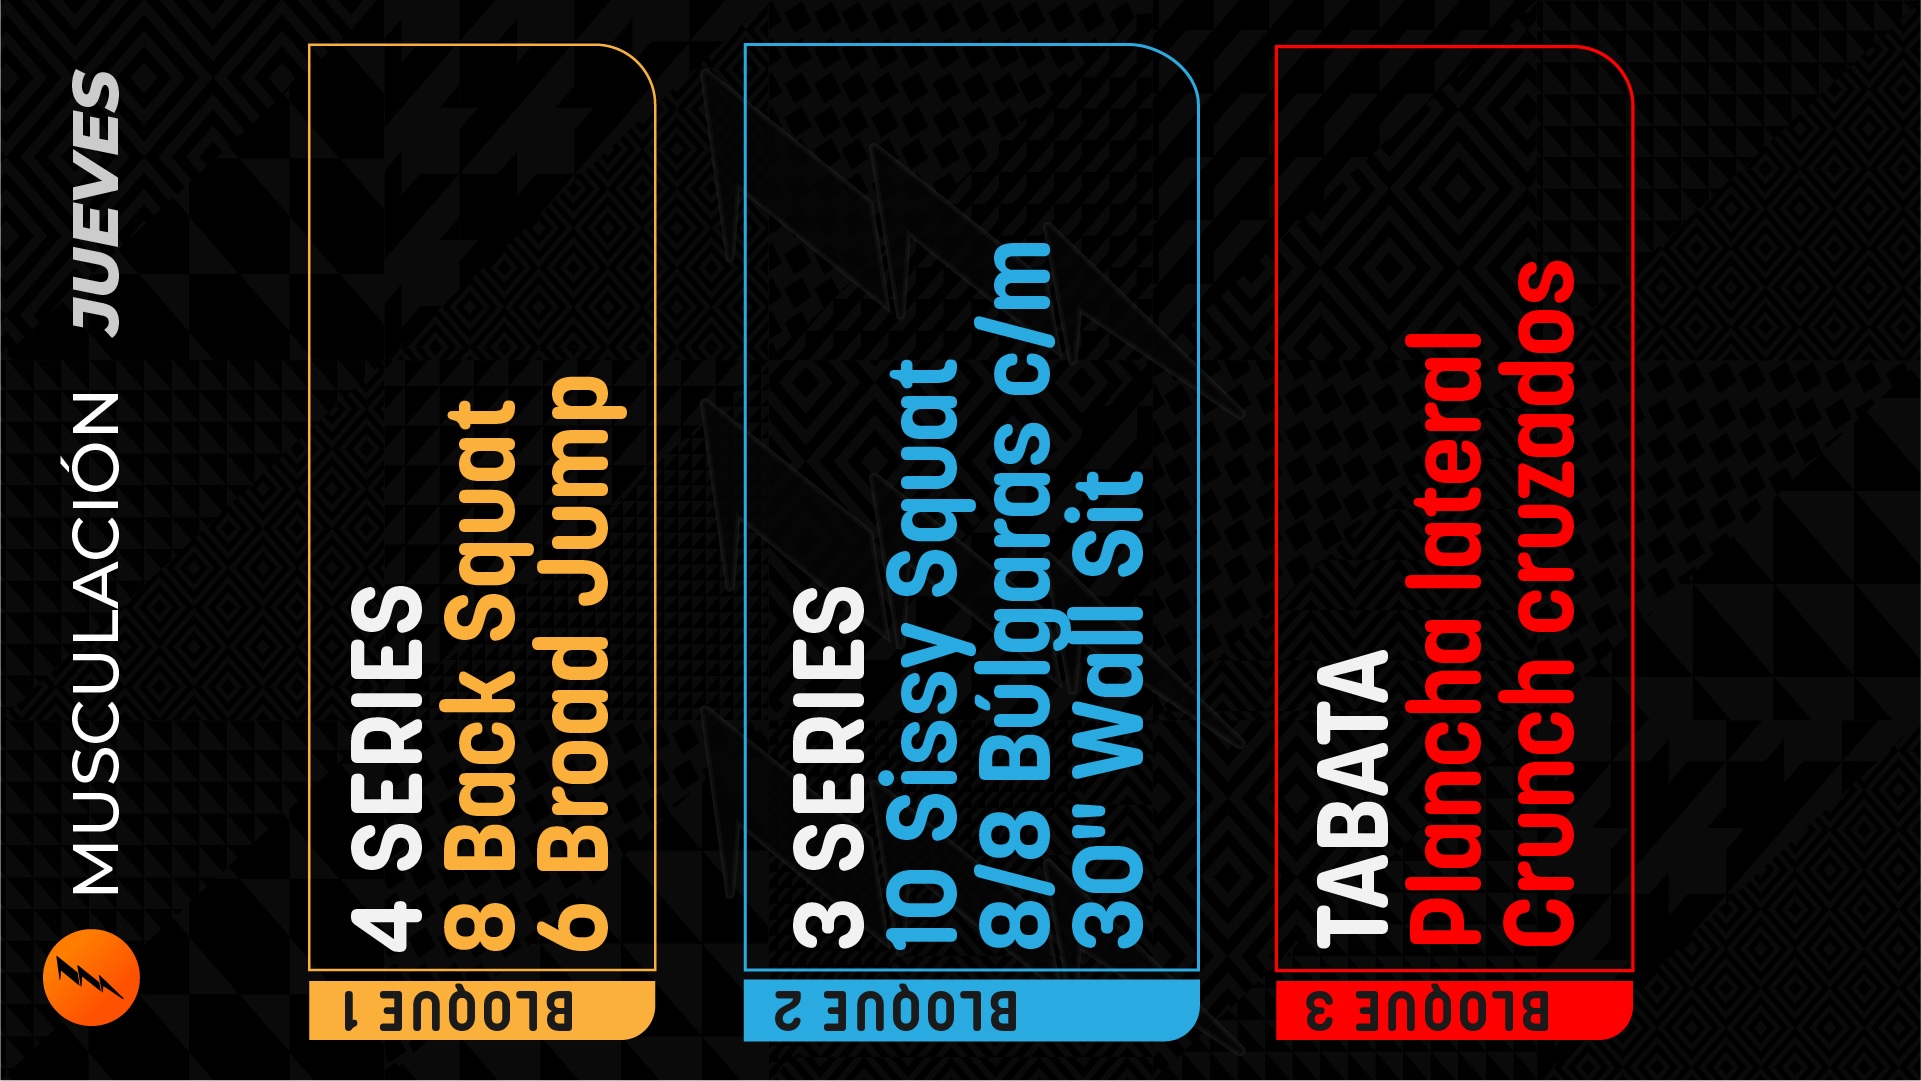 MUSCULACIÓN JUEVES
BLOQUE 1
4 SERIES
8 Back Squat
6 Broad Jump
BLOQUE 2
3 SERIES
10 Sissy Squat
8/8 Búlgaras c/m
30" Wall Sit
BLOQUE 3
TABATA
Plancha lateral
Crunch cruzados